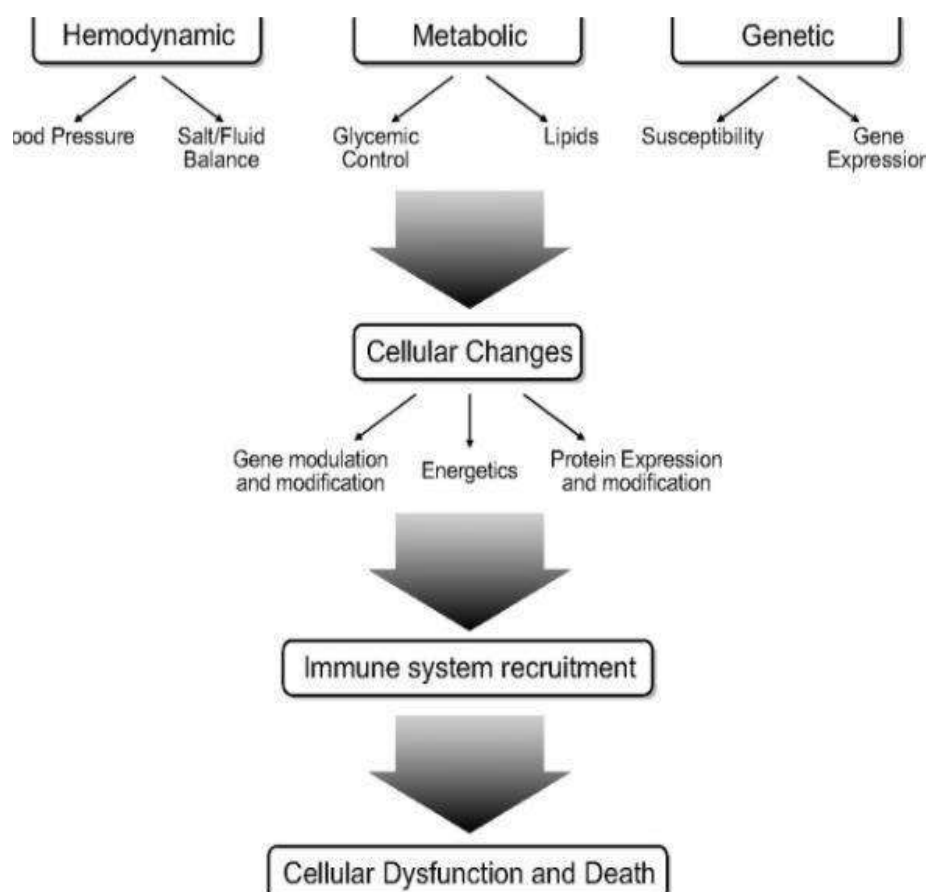 Hemodynamic
Metabolic
Genetic
ood Pressure
Salt/Fluid
Balance
Glycemic
Control
Lipids
Susceptibility
Gene
Expression
Cellular Changes
Gene modulation
and modification
Energetics
Protein Expression
and modification
Immune system recruitment
Cellular Dysfunction and Death